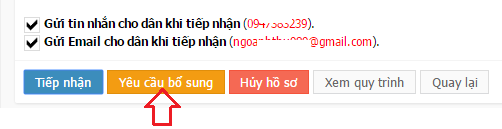 Gửi tin nhắn cho dân khi tiếp nhận
Gửi Email cho dân khi tiếp nhận
Tiếp nhận Yêu cầu bổ sung Hủy hồ sơ Xem quy trình Quay lại